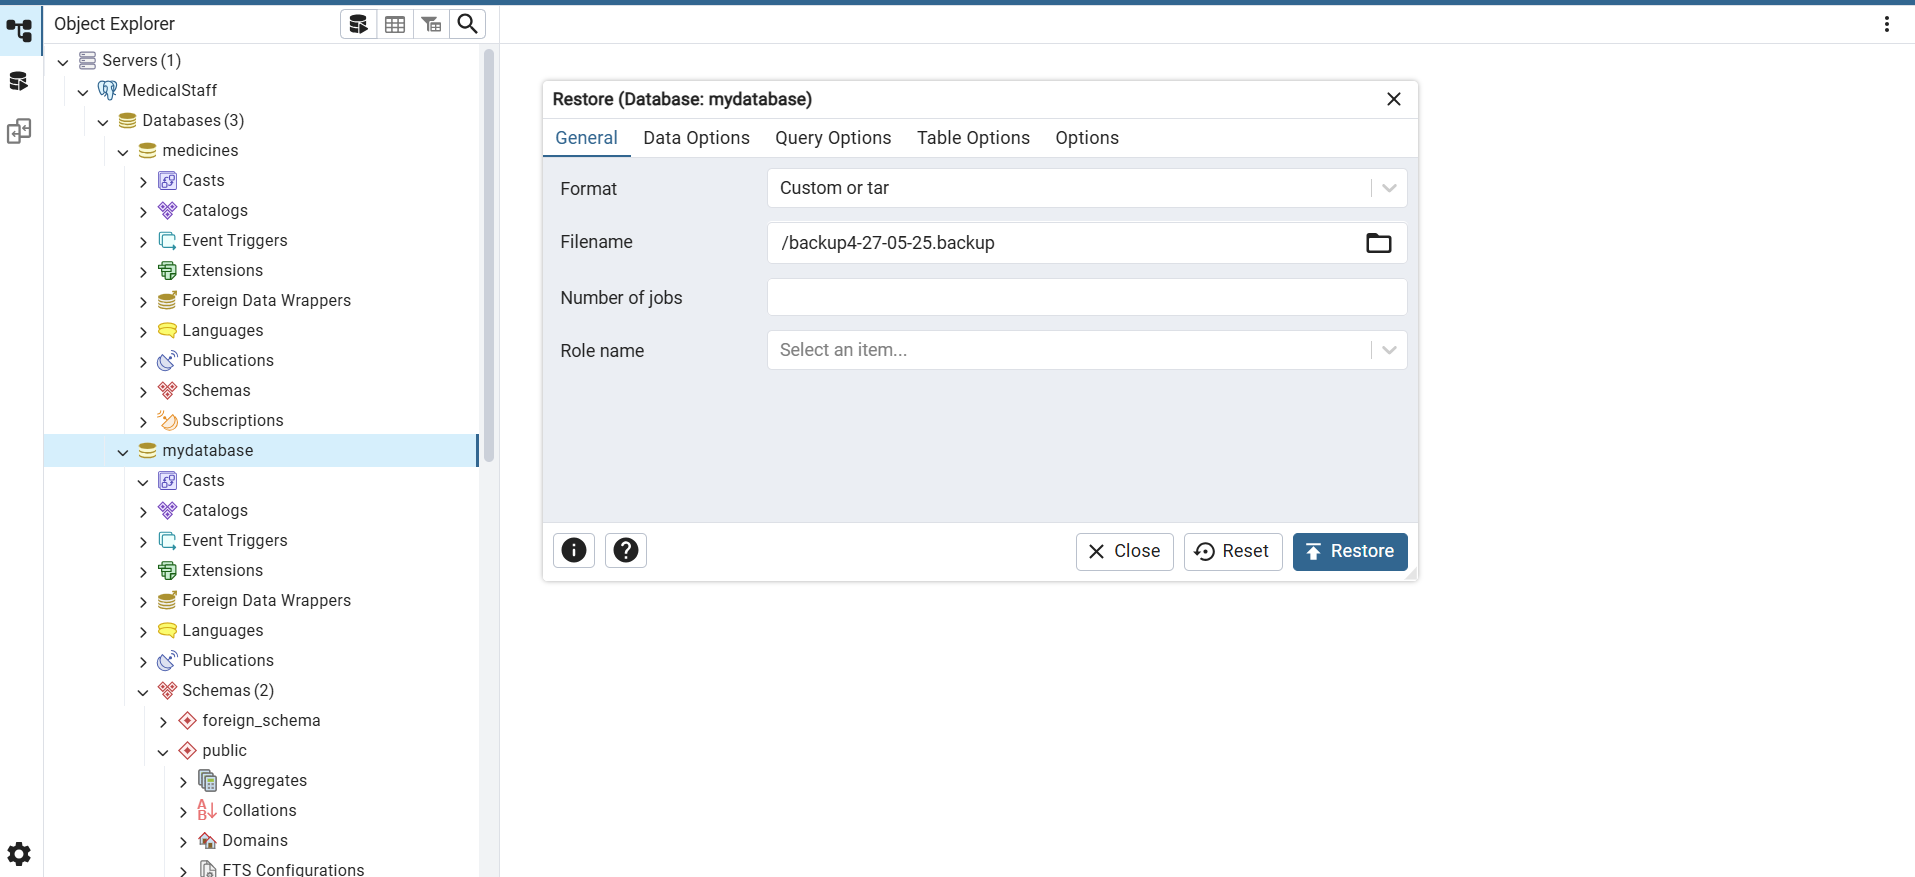 Object Explorer
Servers (1)
MedicalStaff
Databases (3)
medicines
Casts
Catalogs
Event Triggers
Extensions
Foreign Data Wrappers
Languages
Publications
Schemas
Subscriptions
mydatabase
Casts
Catalogs
Event Triggers
Extensions
Foreign Data Wrappers
Languages
Publications
Schemas (2)
foreign_schema
public
Aggregates
Collations
Domains
FTS Configurations
Restore (Database: mydatabase)
General Data Options Query Options Table Options Options
Format Custom or tar
Filename /backup4-27-05-25.backup
Number of jobs
Role name Select an item...
Close Reset Restore